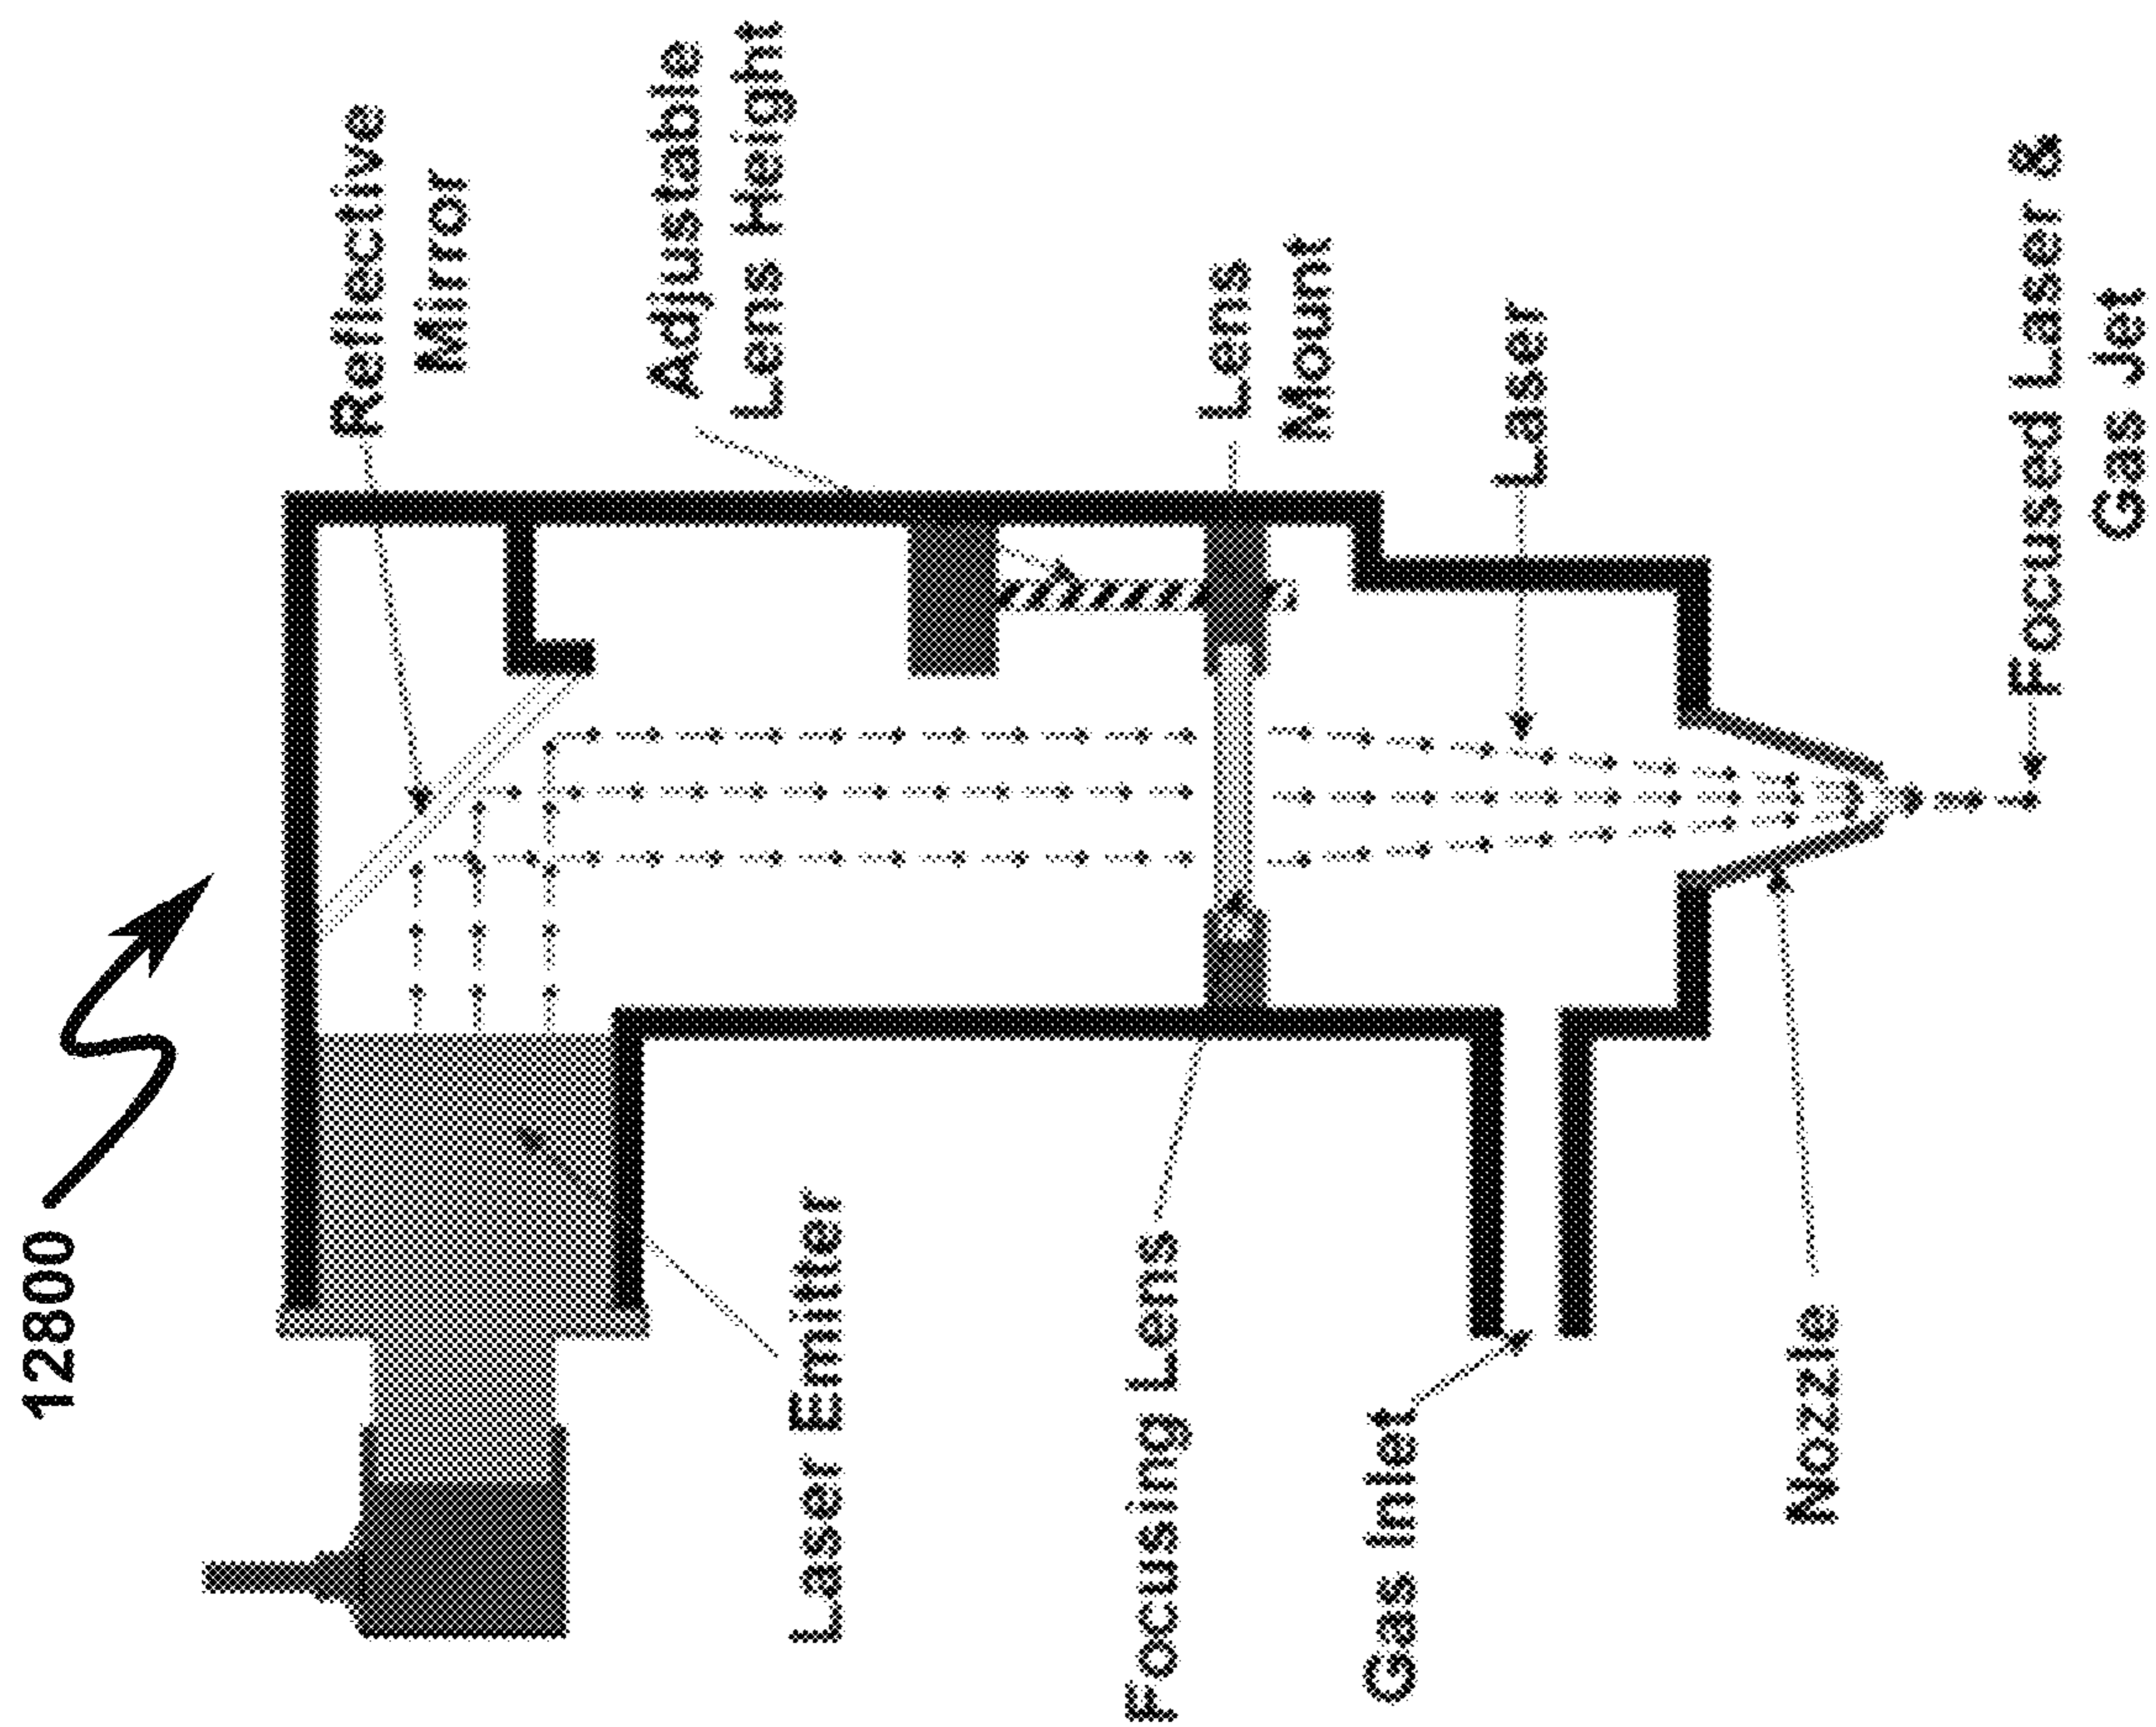 12800
Reflective
Mirror
Adjustable
Lens Height
Lens
Mount
Laser
Focused Laser &
Gas Jet
Laser Emitter
Focusing Lens
Gas Inlet
Nozzle